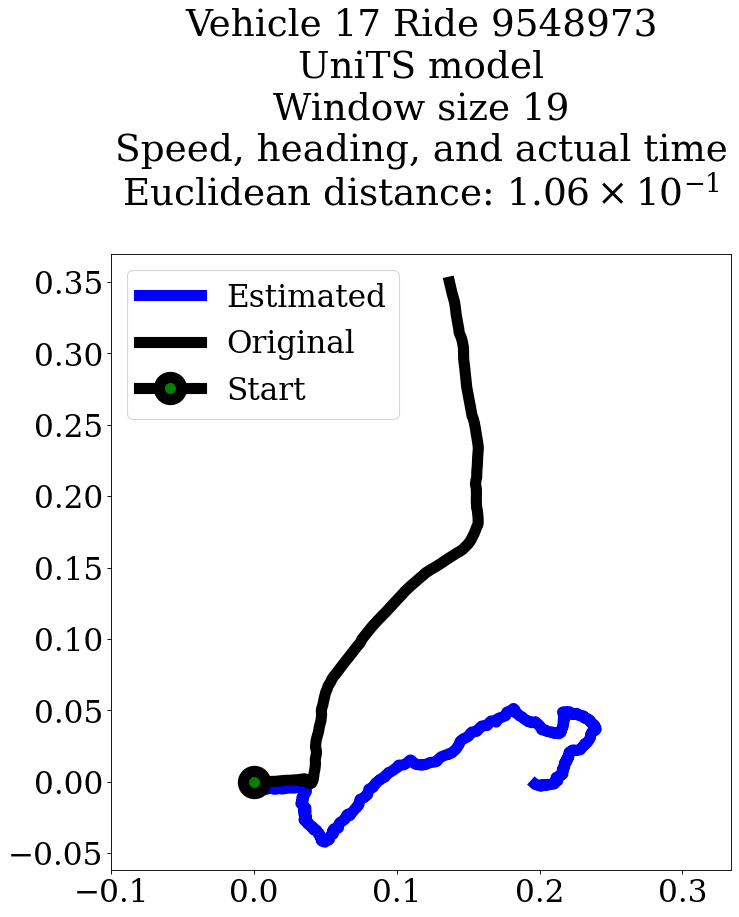 Vehicle 17 Ride 9548973
UniTS model
Window size 19
Speed, heading, and actual time
Euclidean distance: 1.06 × 10⁻¹
Estimated
Original
Start
0.35
0.30
0.25
0.20
0.15
0.10
0.05
0.00
−0.05
−0.1
0.0
0.1
0.2
0.3